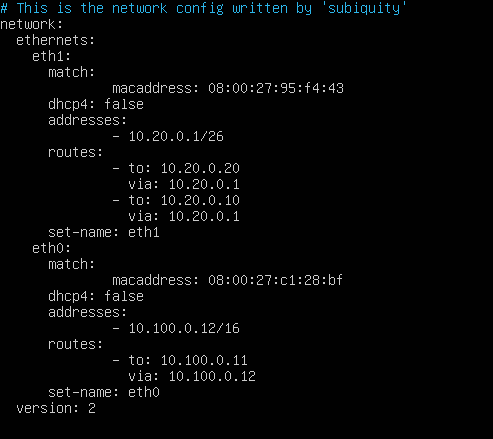 # This is the network config written by 'subiquity'
network:
  ethernets:
    eth1:
      match:
              macaddress: 08:00:27:95:f4:43
      dhcp4: false
      addresses:
              - 10.20.0.1/26
      routes:
              - to: 10.20.0.20
                via: 10.20.0.1
              - to: 10.20.0.10
                via: 10.20.0.1
      set-name: eth1
    eth0:
      match:
              macaddress: 08:00:27:c1:28:bf
      dhcp4: false
      addresses:
              - 10.100.0.12/16
      routes:
              - to: 10.100.0.11
                via: 10.100.0.12
      set-name: eth0
  version: 2